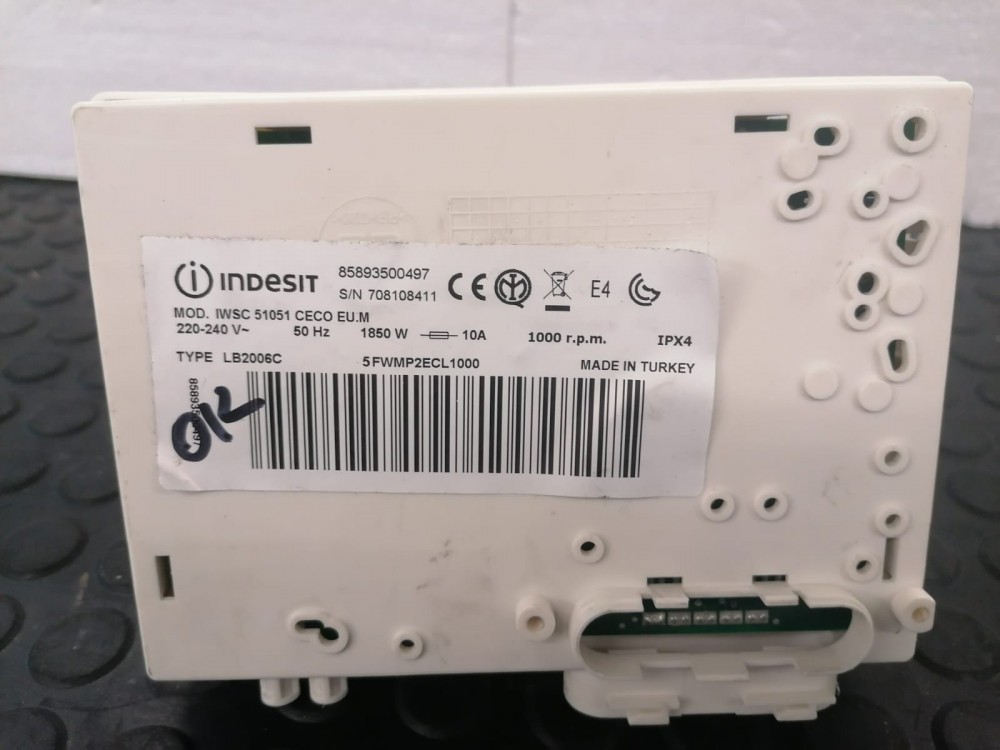 INDESIT
85893500497
S/N 708108411
CE
E4
MOD. IWSC 51051 CECO EU.M
220-240 V~ 50 Hz 1850 W 10A 1000 r.p.m. IPX4
TYPE LB2006C 5FWMP2ECL1000 MADE IN TURKEY
OK